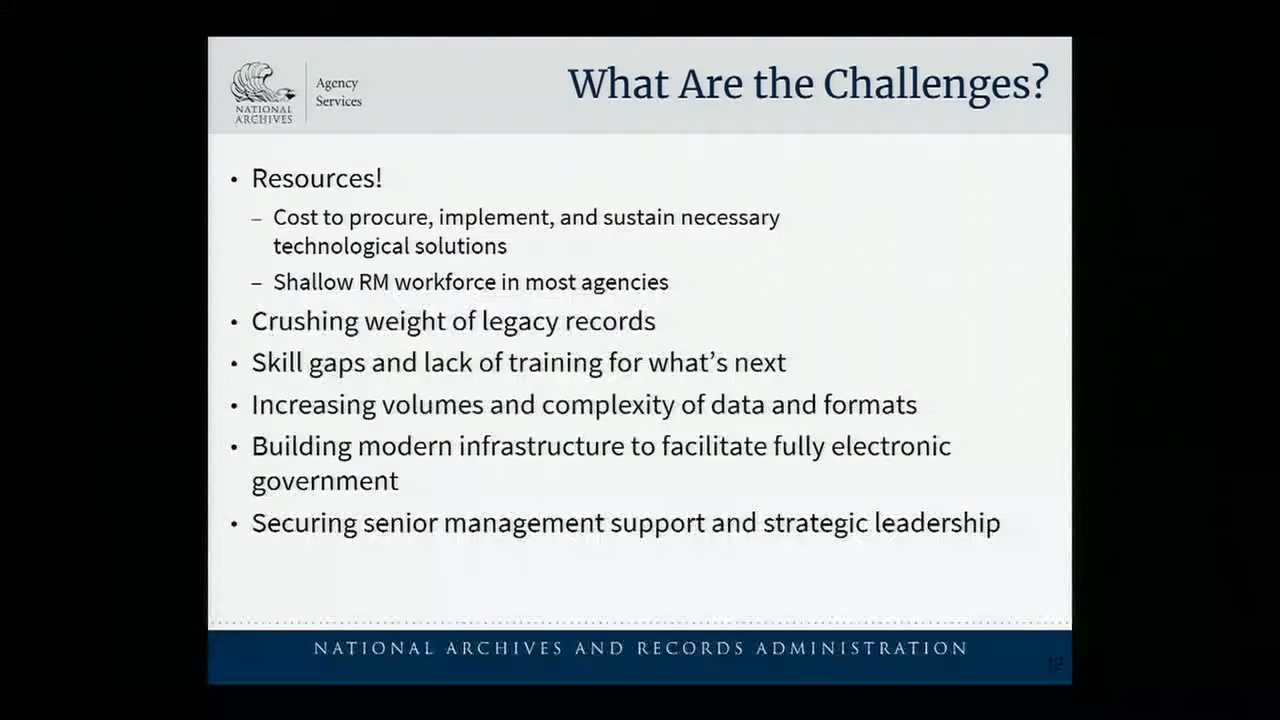 NATIONAL
ARCHIVES
Agency
Services
What Are the Challenges?
• Resources!
– Cost to procure, implement, and sustain necessary
technological solutions
– Shallow RM workforce in most agencies
• Crushing weight of legacy records
• Skill gaps and lack of training for what's next
• Increasing volumes and complexity of data and formats
• Building modern infrastructure to facilitate fully electronic
government
• Securing senior management support and strategic leadership
NATIONAL ARCHIVES AND RECORDS ADMINISTRATION
12